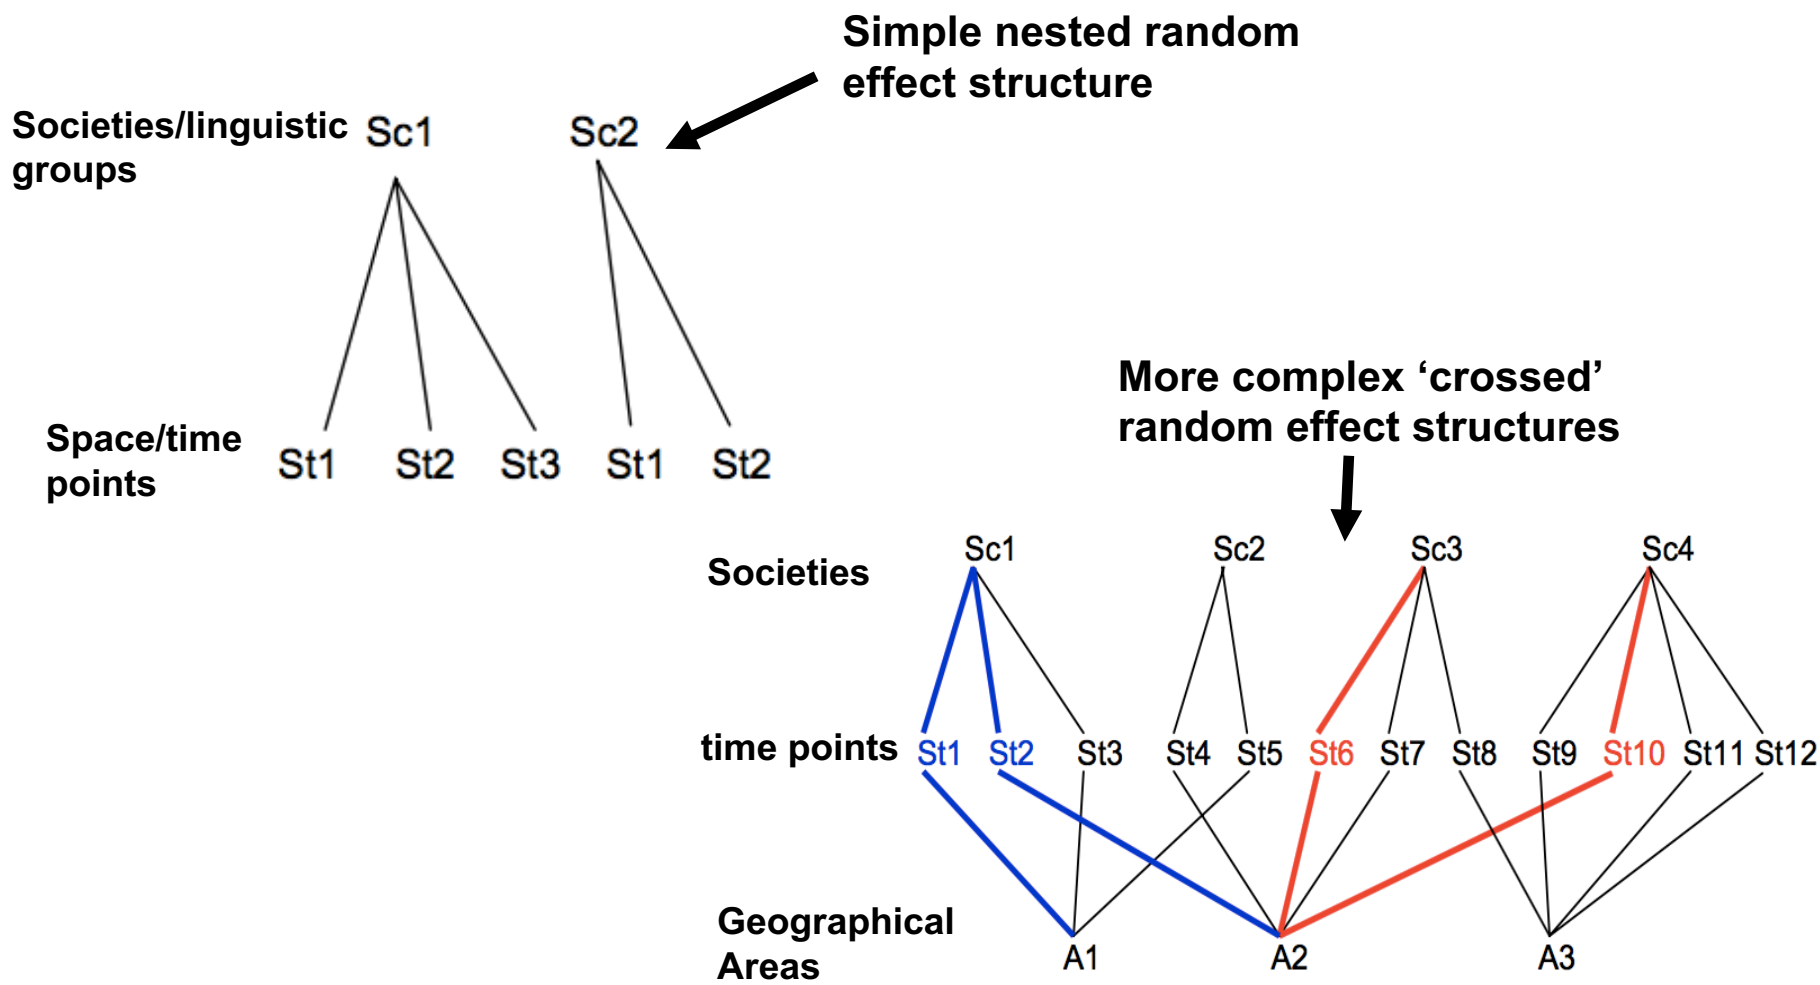 Simple nested random
effect structure
Societies/linguistic
groups
Sc1 Sc2
Space/time
points
St1 St2 St3 St1 St2
More complex ‘crossed’
random effect structures
Societies
Sc1 Sc2 Sc3 Sc4
time points
St1 St2 St3 St4 St5 St6 St7 St8 St9 St10 St11 St12
Geographical
Areas
A1 A2 A3